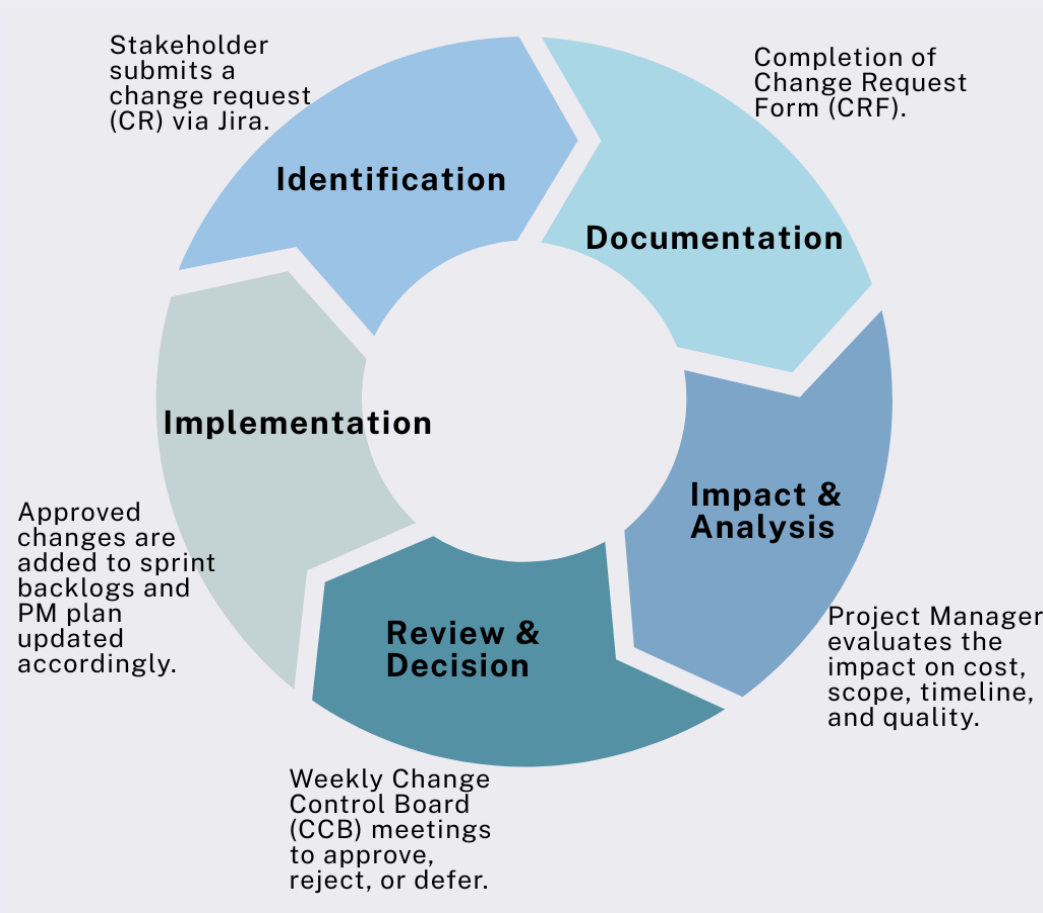 Stakeholder
submits a
change request
(CR) via Jira.
Identification
Completion of
Change Request
Form (CRF).
Documentation
Impact &
Analysis
Project Manager
evaluates the
impact on cost,
scope, timeline,
and quality.
Review &
Decision
Weekly Change
Control Board
(CCB) meetings
to approve,
reject, or defer.
Implementation
Approved
changes are
added to sprint
backlogs and
PM plan
updated
accordingly.